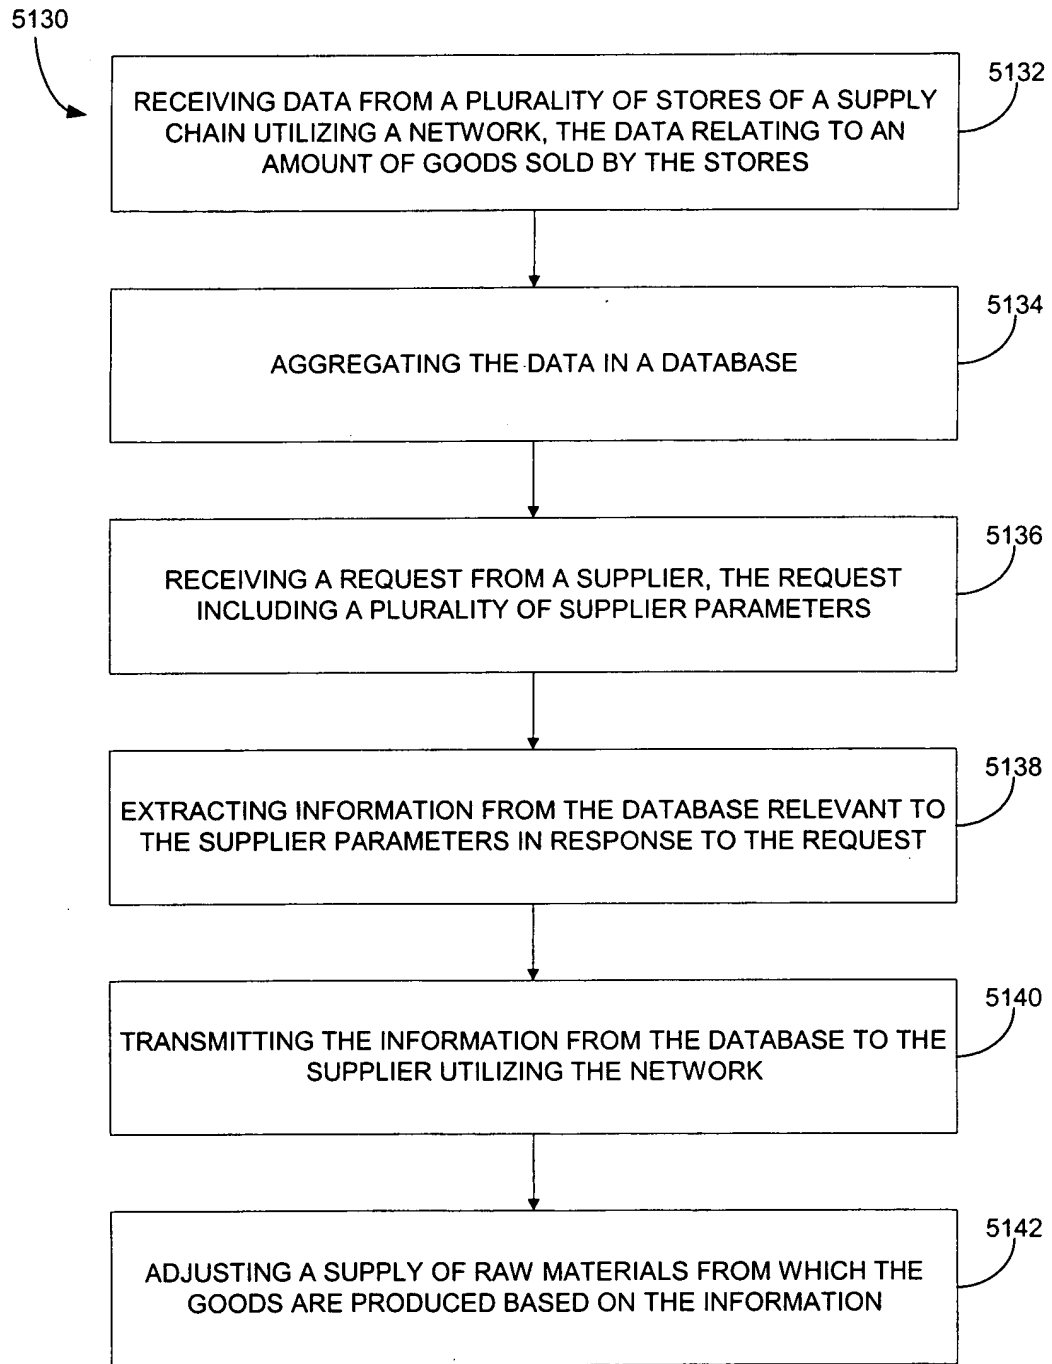 5130
5132
RECEIVING DATA FROM A PLURALITY OF STORES OF A SUPPLY
CHAIN UTILIZING A NETWORK, THE DATA RELATING TO AN
AMOUNT OF GOODS SOLD BY THE STORES
5134
AGGREGATING THE DATA IN A DATABASE
5136
RECEIVING A REQUEST FROM A SUPPLIER, THE REQUEST
INCLUDING A PLURALITY OF SUPPLIER PARAMETERS
5138
EXTRACTING INFORMATION FROM THE DATABASE RELEVANT TO
THE SUPPLIER PARAMETERS IN RESPONSE TO THE REQUEST
5140
TRANSMITTING THE INFORMATION FROM THE DATABASE TO THE
SUPPLIER UTILIZING THE NETWORK
5142
ADJUSTING A SUPPLY OF RAW MATERIALS FROM WHICH THE
GOODS ARE PRODUCED BASED ON THE INFORMATION